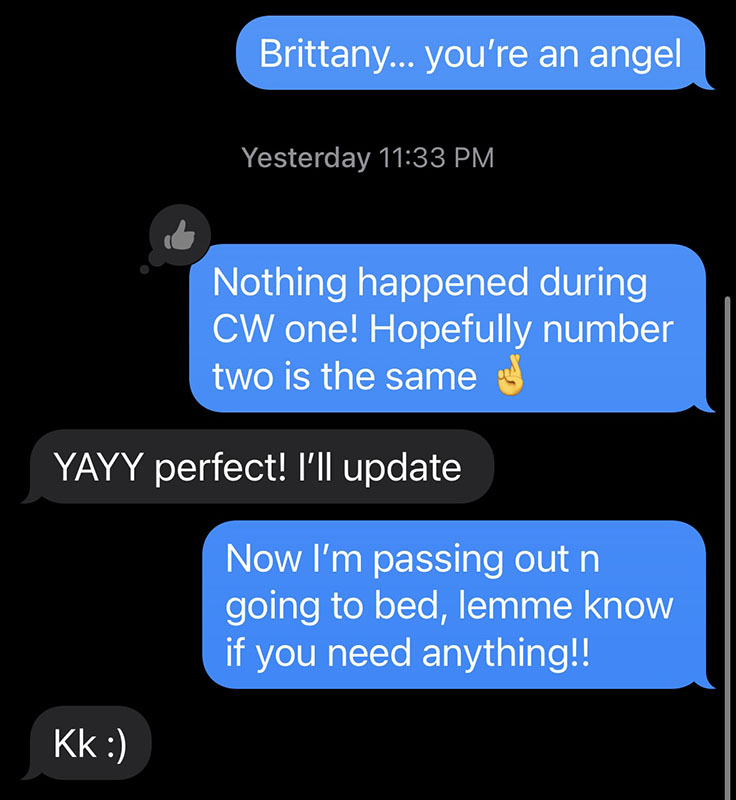 Brittany... you’re an angel
Yesterday 11:33 PM
Nothing happened during
CW one! Hopefully number
two is the same 🤞
YAYY perfect! I’ll update
Now I’m passing out n
going to bed, lemme know
if you need anything!!
Kk :)